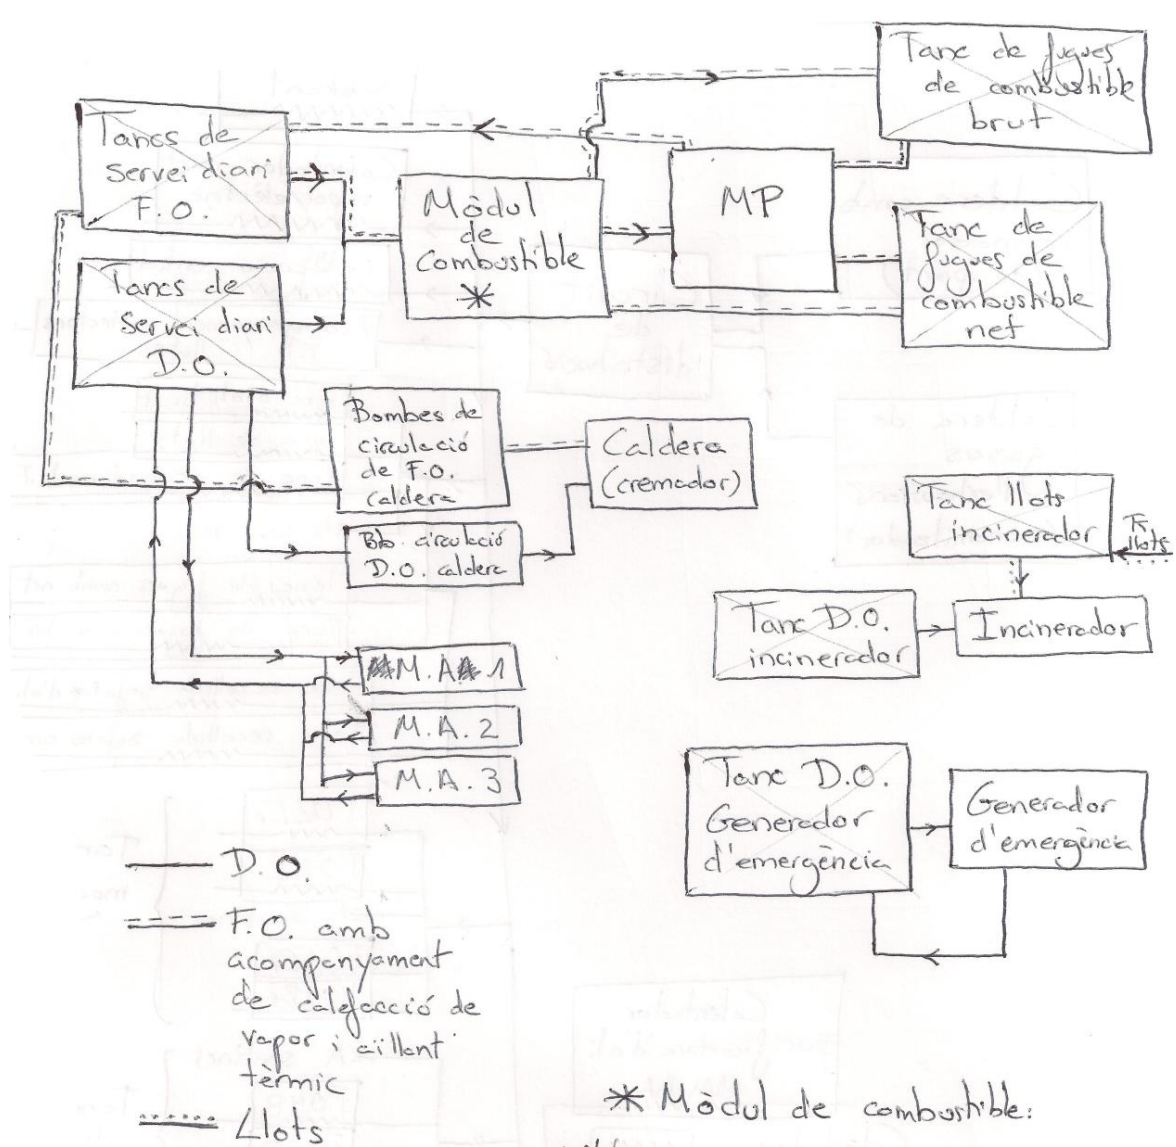 Tanc de fugues
de combustible
brut
Tancs de
servei diari
F.O.
Mòdul
de
Combustible
*
MP
Tanc de
fugues de
combustible
net
Tancs de
servei diari
D.O.
Bombes de
circulació
de F.O.
caldera
Caldera
(cremador)
Bb. circulació
D.O. caldera
Tanc llots
incinerador
Tk
llots
Tanc D.O.
incinerador
Incinerador
M.A. 1
M.A. 2
M.A. 3
Tanc D.O.
Generador
d'emergència
Generador
d'emergència
D.O.
F.O. amb
acompanyament
de calefacció de
vapor i aïllant
tèrmic
Llots
* Mòdul de combustible: